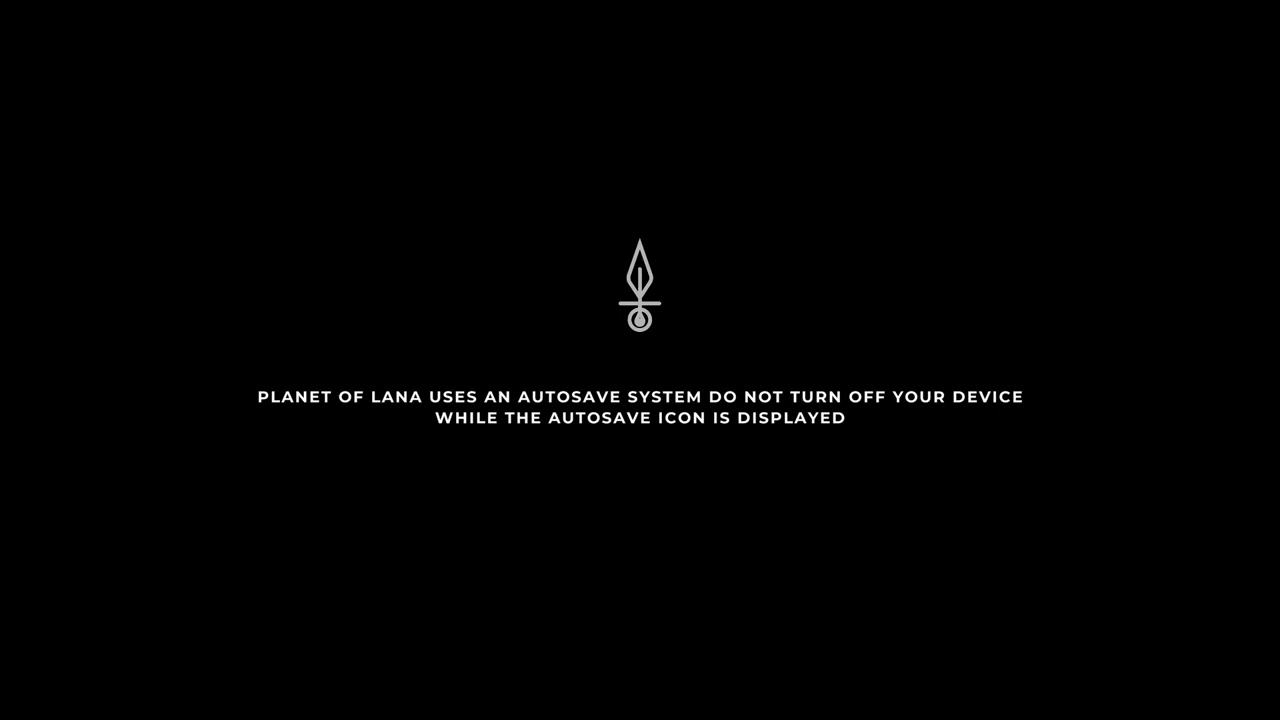 PLANET OF LANA USES AN AUTOSAVE SYSTEM DO NOT TURN OFF YOUR DEVICE
WHILE THE AUTOSAVE ICON IS DISPLAYED